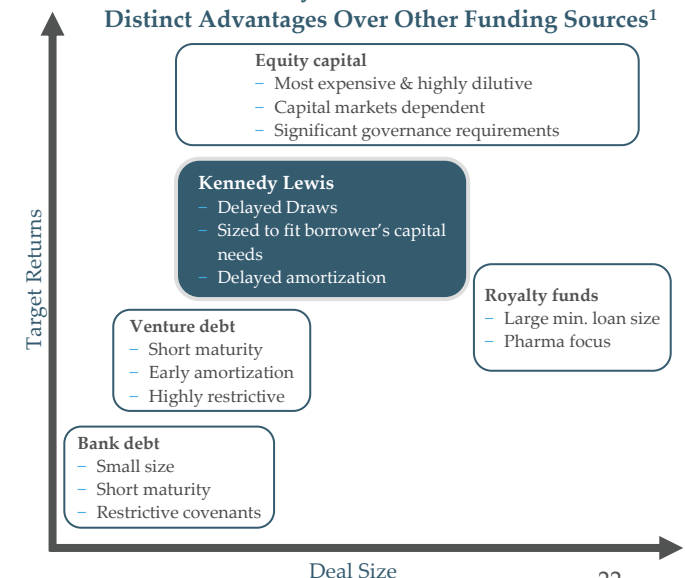 Distinct Advantages Over Other Funding Sources1
Equity capital
– Most expensive & highly dilutive
– Capital markets dependent
– Significant governance requirements
Kennedy Lewis
– Delayed Draws
– Sized to fit borrower's capital
needs
– Delayed amortization
Royalty funds
– Large min. loan size
– Pharma focus
Venture debt
– Short maturity
– Early amortization
– Highly restrictive
Bank debt
– Small size
– Short maturity
– Restrictive covenants
Target Returns
Deal Size